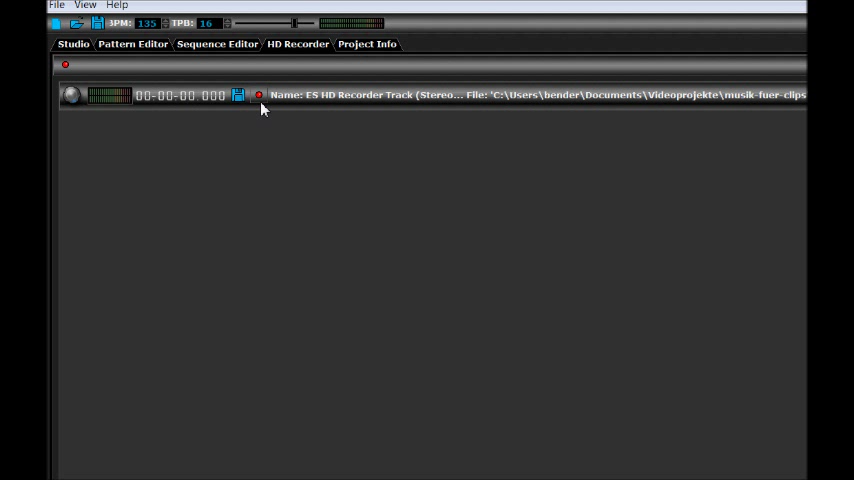 File View Help
BPM: 135 TPB: 16
Studio Pattern Editor Sequence Editor HD Recorder Project Info
00-00-00.000 Name: ES HD Recorder Track (Stereo... File: 'C:\Users\bender\Documents\Videoprojekte\musik-fuer-clips